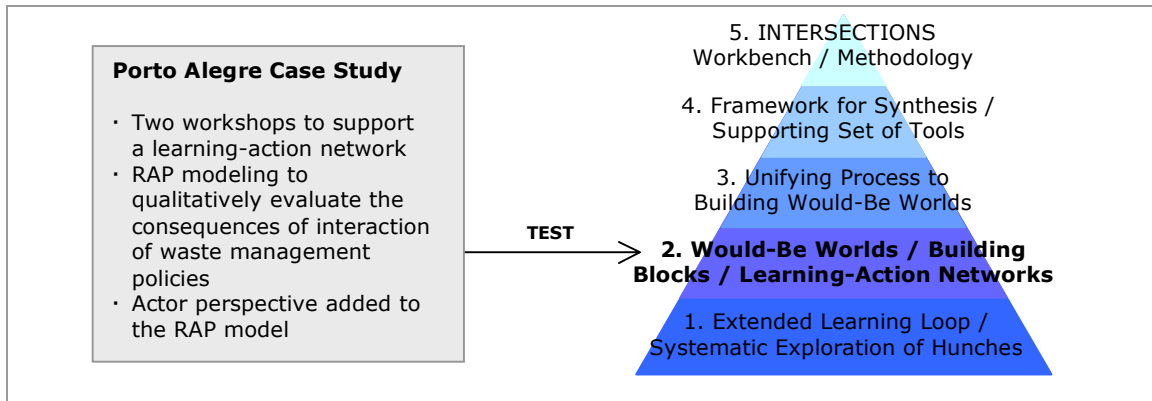 Porto Alegre Case Study
· Two workshops to support
a learning-action network
· RAP modeling to
qualitatively evaluate the
consequences of interaction
of waste management
policies
· Actor perspective added to
the RAP model
TEST
5. INTERSECTIONS
Workbench / Methodology
4. Framework for Synthesis /
Supporting Set of Tools
3. Unifying Process to
Building Would-Be Worlds
2. Would-Be Worlds / Building
Blocks / Learning-Action Networks
1. Extended Learning Loop /
Systematic Exploration of Hunches